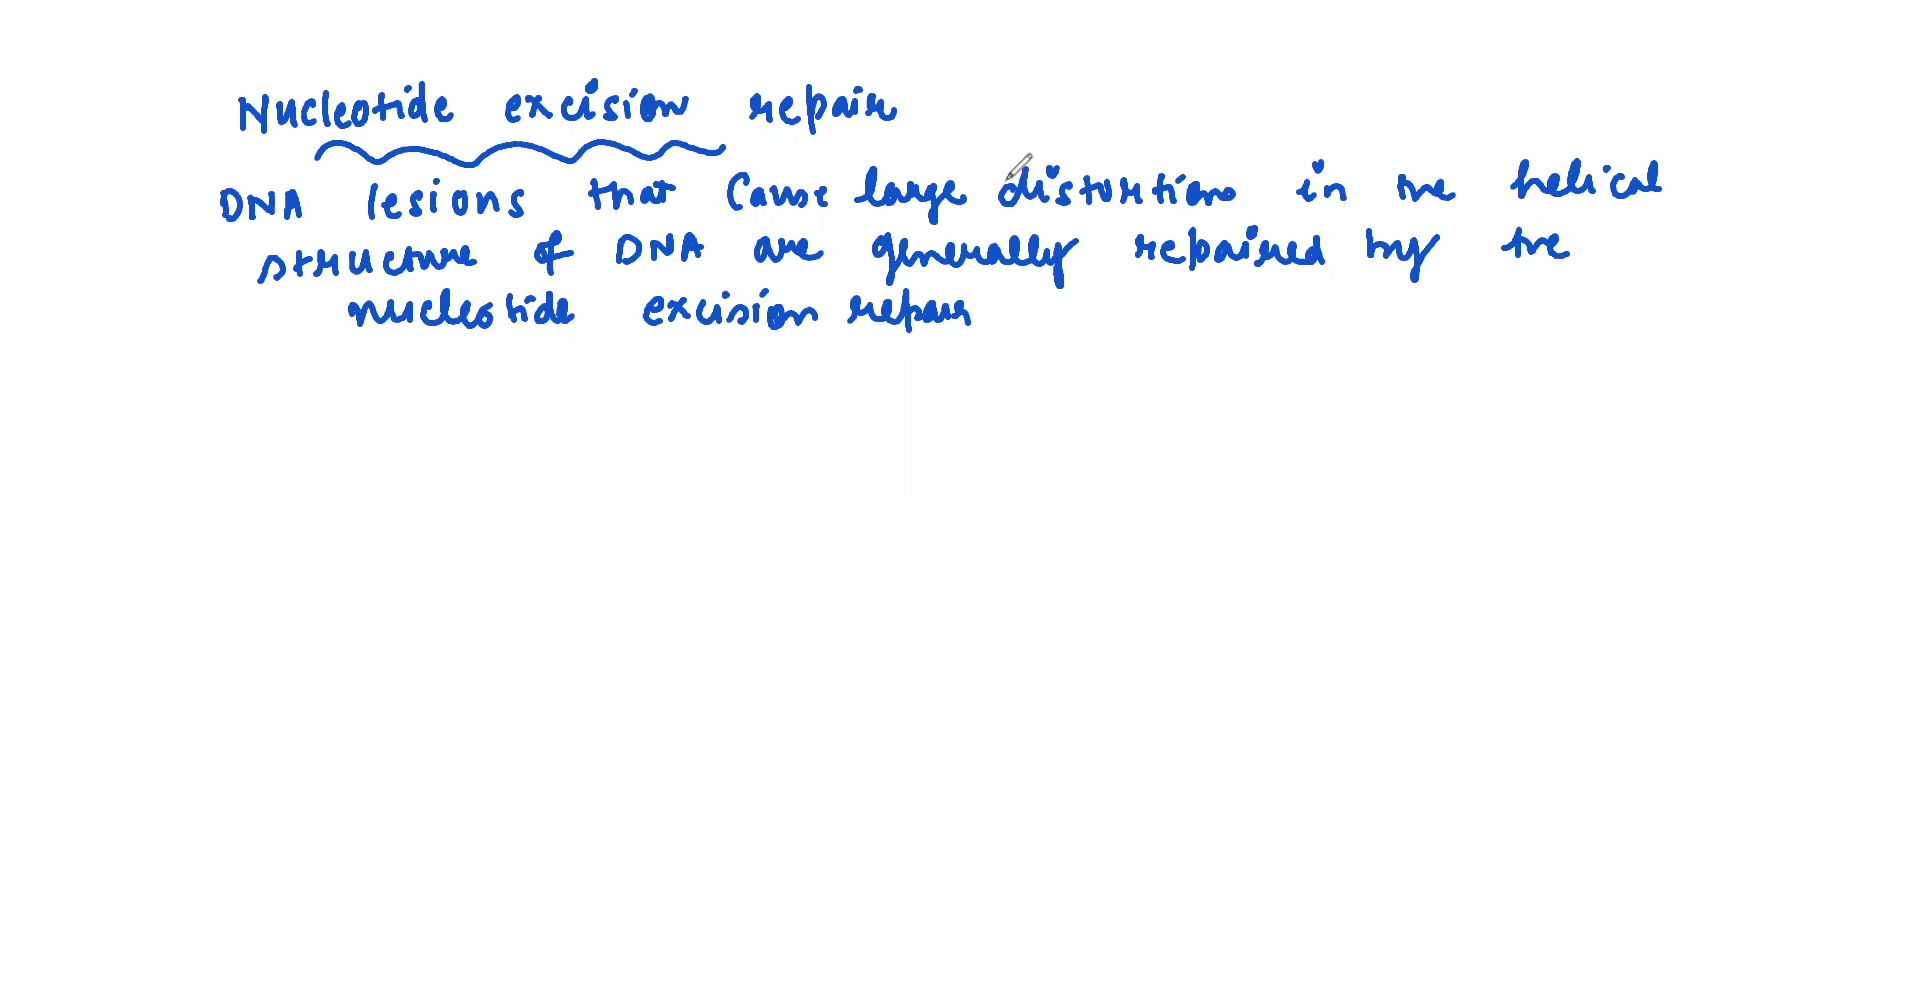 Nucleotide excision repair
DNA lesions that cause large distortions in the helical
structure of DNA are generally repaired by the
nucleotide excision repair